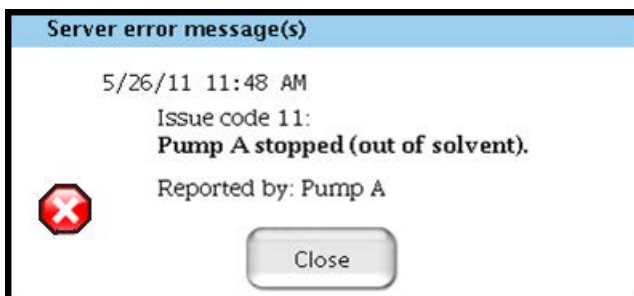 Server error message(s)
5/26/11 11:48 AM
Issue code 11:
Pump A stopped (out of solvent).
Reported by: Pump A
Close